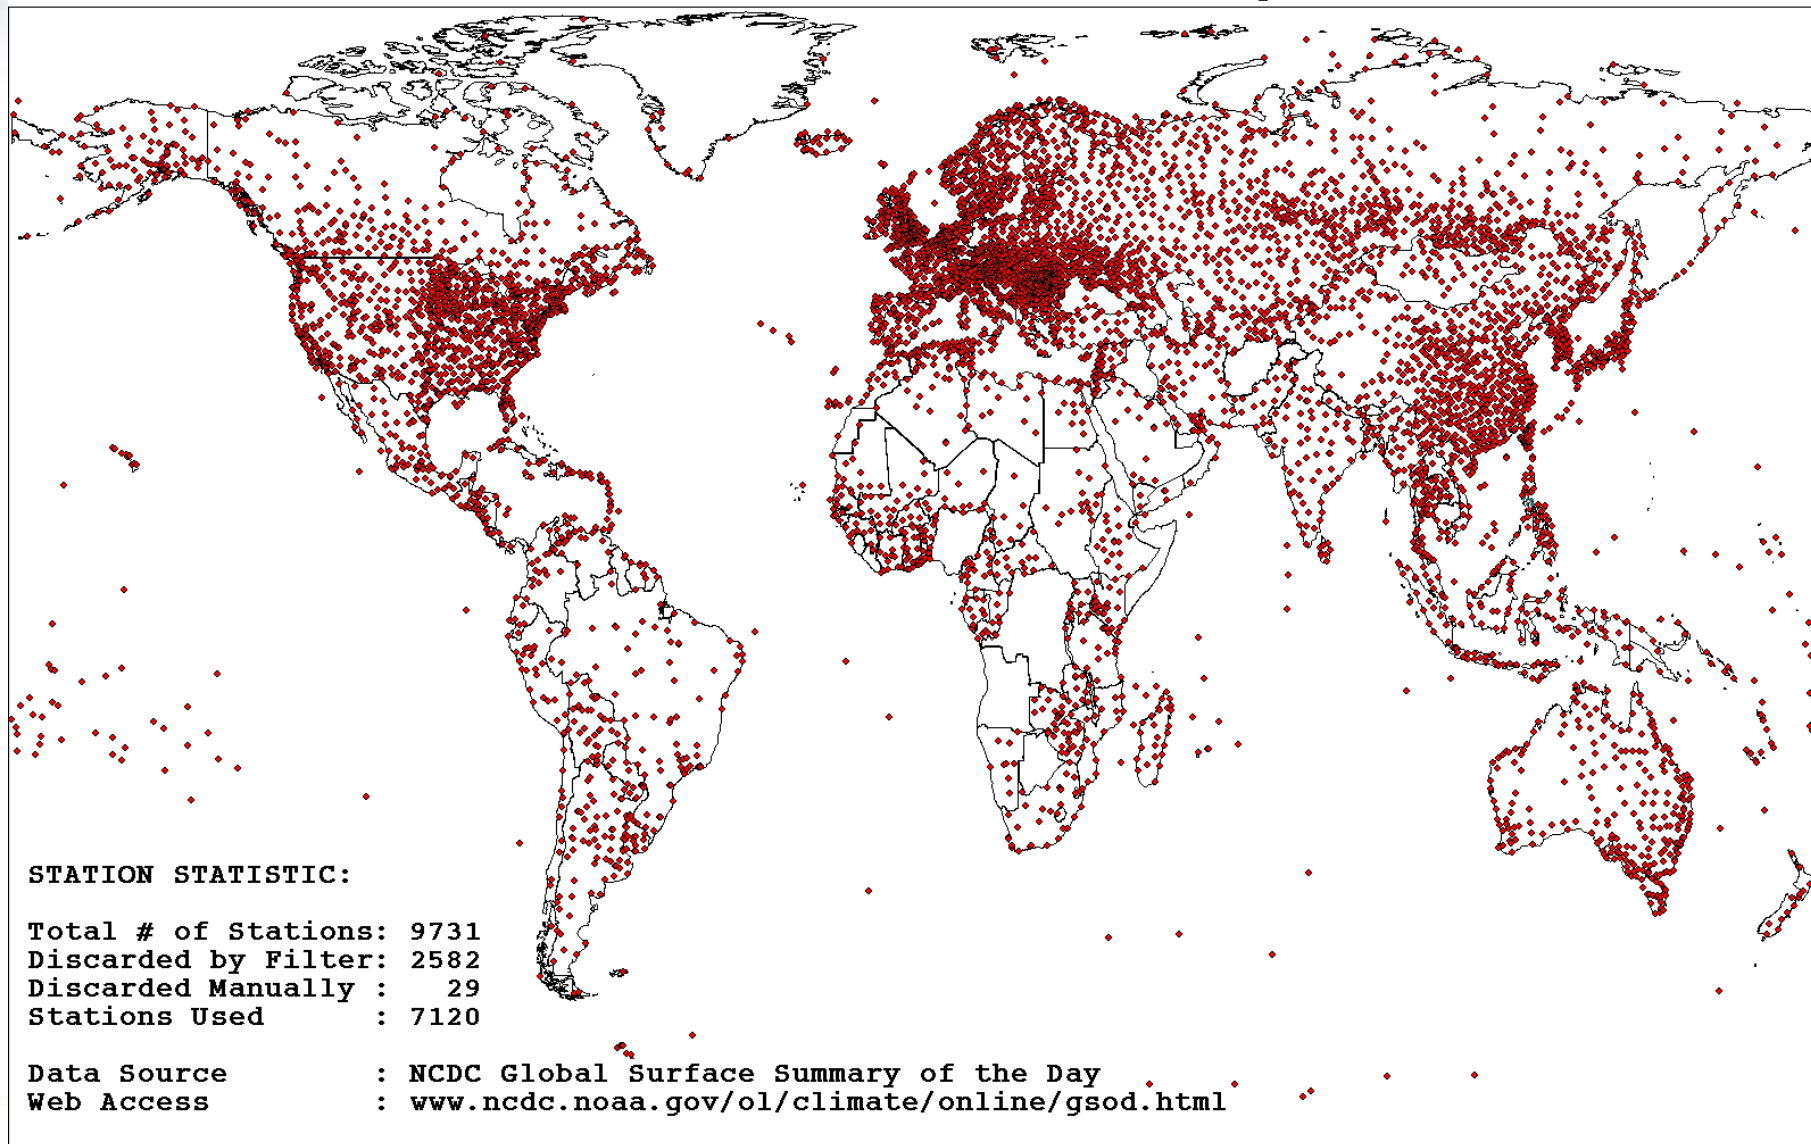 STATION STATISTIC:
Total # of Stations: 9731
Discarded by Filter: 2582
Discarded Manually :   29
Stations Used      : 7120
Data Source        : NCDC Global Surface Summary of the Day
Web Access         : www.ncdc.noaa.gov/ol/climate/online/gsod.html